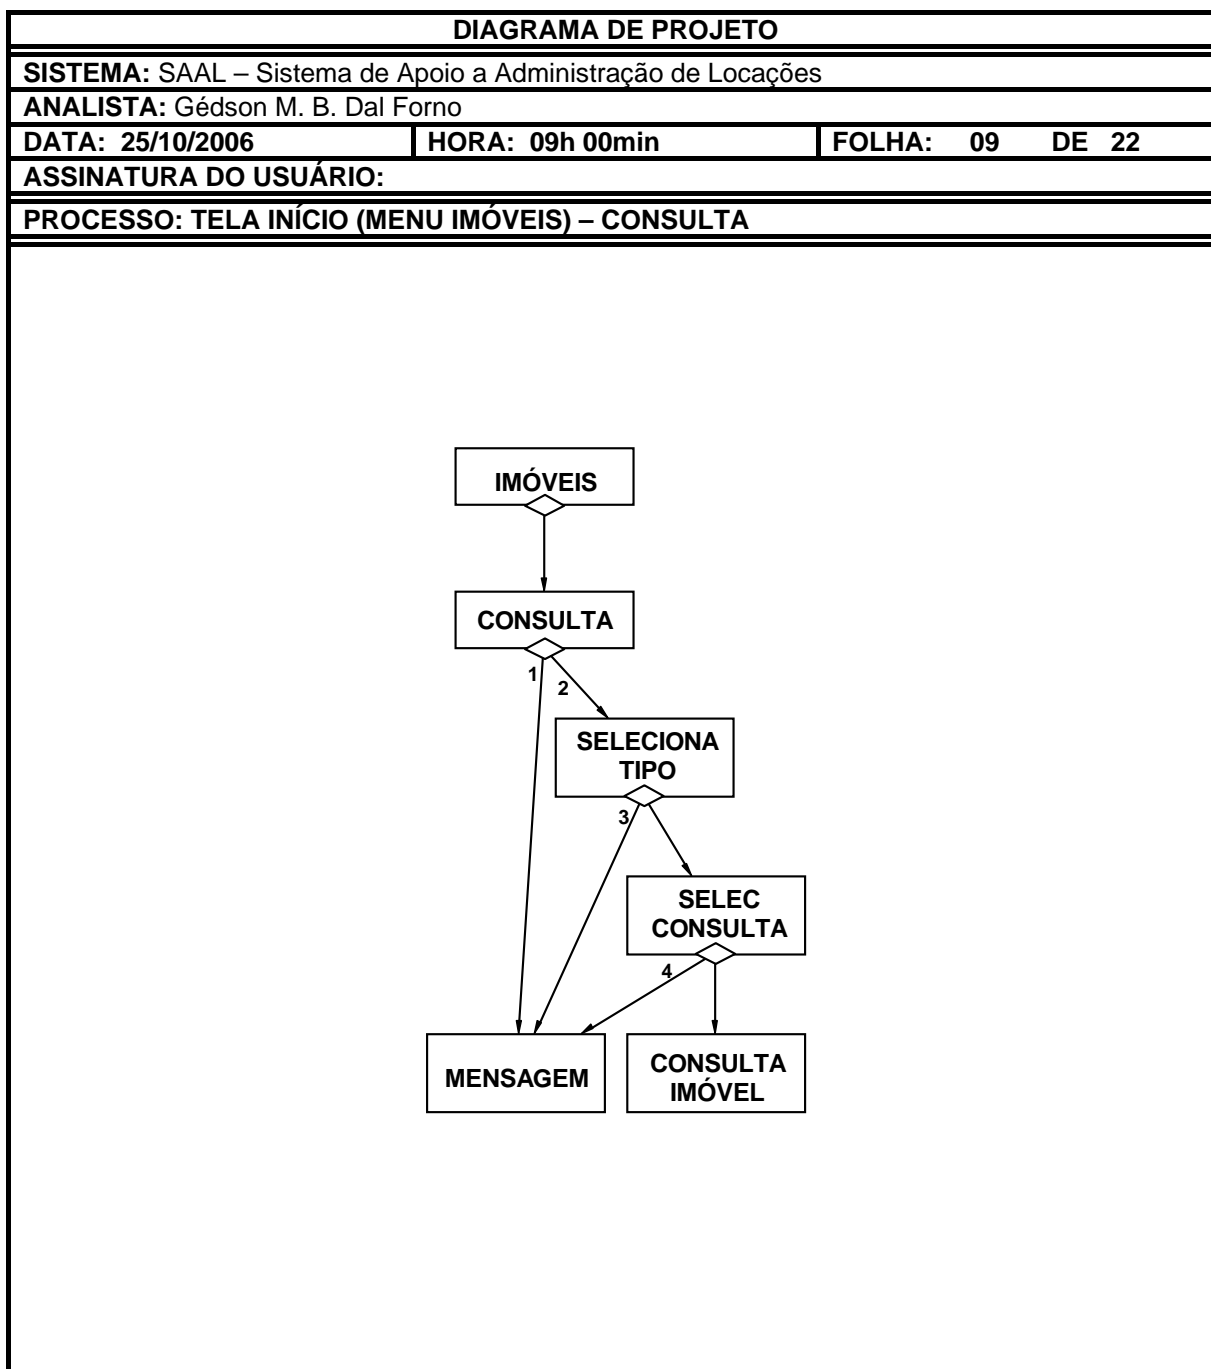 DIAGRAMA DE PROJETO
SISTEMA: SAAL – Sistema de Apoio a Administração de Locações
ANALISTA: Gédson M. B. Dal Forno
DATA: 25/10/2006 HORA: 09h 00min FOLHA: 09 DE 22
ASSINATURA DO USUÁRIO:
PROCESSO: TELA INÍCIO (MENU IMÓVEIS) – CONSULTA
IMÓVEIS
CONSULTA
1
2
SELECIONA
TIPO
3
SELEC
CONSULTA
4
MENSAGEM
CONSULTA
IMÓVEL